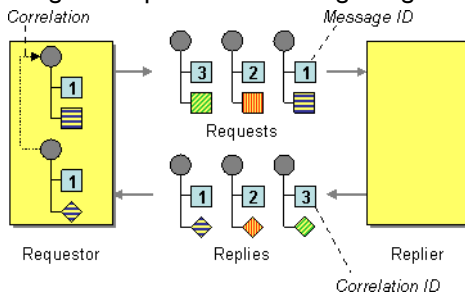 Correlation
Message ID
1
3
2
1
Requests
1
1
2
3
Requestor
Replies
Replier
Correlation ID